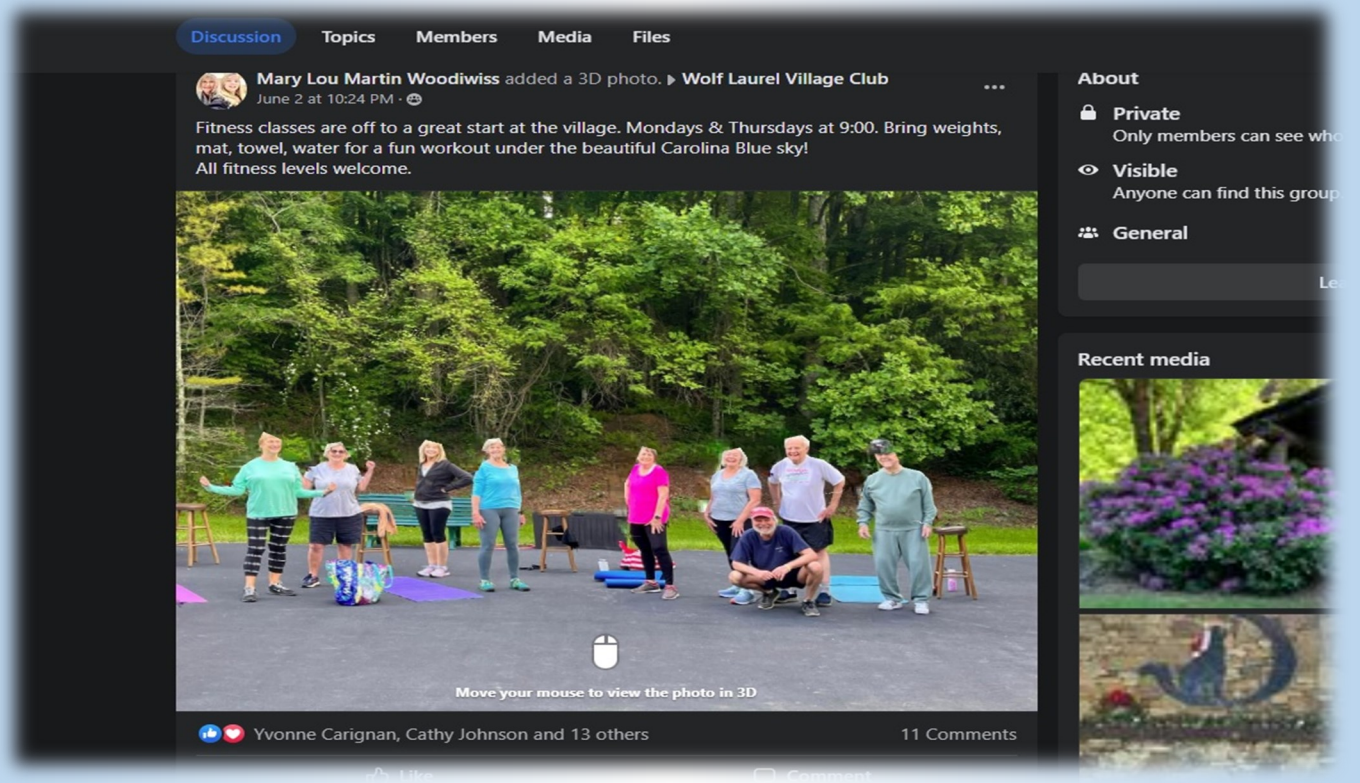 Discussion
Topics
Members
Media
Files
Mary Lou Martin Woodiwiss added a 3D photo. Wolf Laurel Village Club
June 2 at 10:24 PM ·
Fitness classes are off to a great start at the village. Mondays & Thursdays at 9:00. Bring weights,
mat, towel, water for a fun workout under the beautiful Carolina Blue sky!
All fitness levels welcome.
Move your mouse to view the photo in 3D
Yvonne Carignan, Cathy Johnson and 13 others
11 Comments
Like
Comment
About
Private
Only members can see who
Visible
Anyone can find this group.
General
Recent media